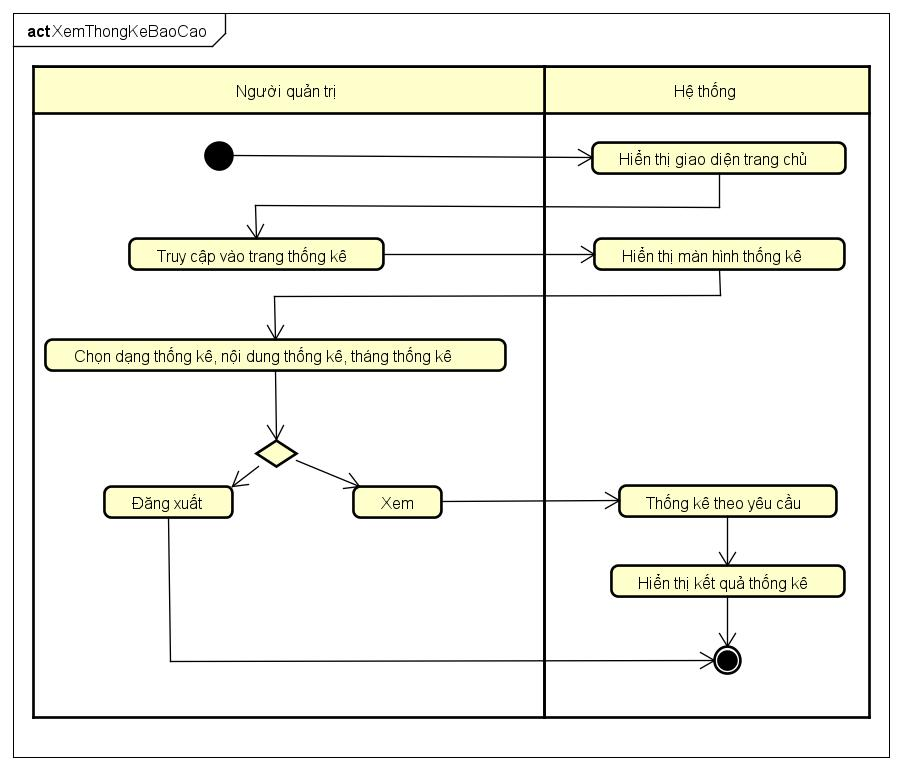 act XemThongKeBaoCao
Người quản trị
Hệ thống
Hiển thị giao diện trang chủ
Truy cập vào trang thống kê
Hiển thị màn hình thống kê
Chọn dạng thống kê, nội dung thống kê, tháng thống kê
Đăng xuất
Xem
Thống kê theo yêu cầu
Hiển thị kết quả thống kê